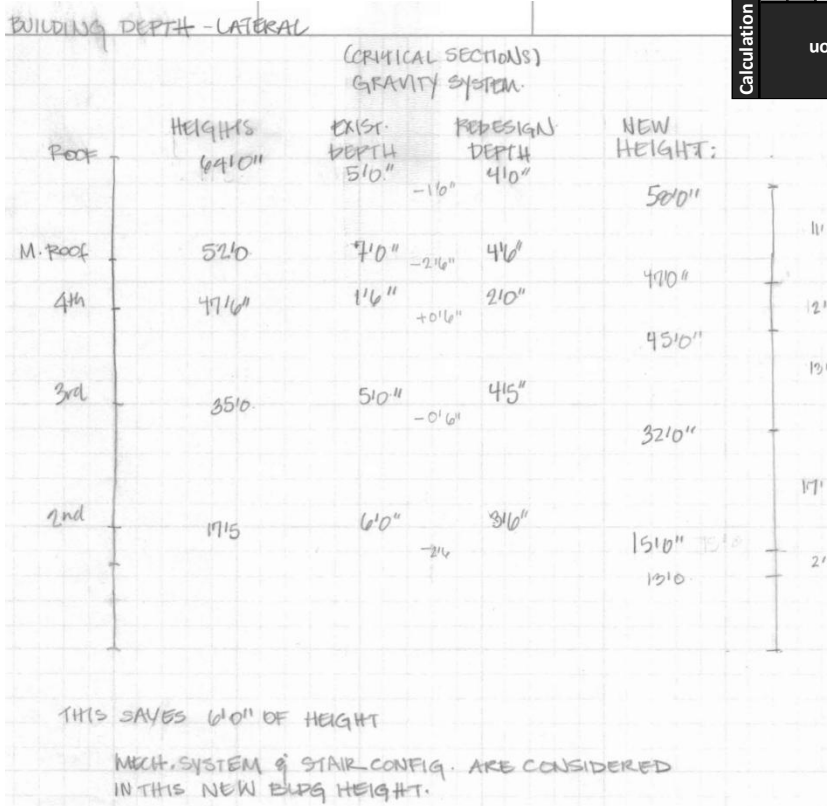 BUILDING DEPTH - LATERAL
Calculation
(CRITICAL SECTIONS)
GRAVITY SYSTEM.
HEIGHTS EXIST. DEPTH REDESIGN DEPTH NEW HEIGHT:
ROOF 64'0" 5'0" -1'0" 4'0" 58'0"
11'
M. ROOF 52'0 7'0" -2'6" 4'6" 47'0"
4th 47'6" 1'6" +0'6" 2'0" 45'0"
3rd 35'0 5'0" -0'6" 4'5" 32'0"
17'
2nd 17'5 6'0" -2'6 3'6" 15'0"
2'
13'0
THIS SAVES 6'0" OF HEIGHT
MECH. SYSTEM & STAIR CONFIG. ARE CONSIDERED
IN THIS NEW BLDG HEIGHT.